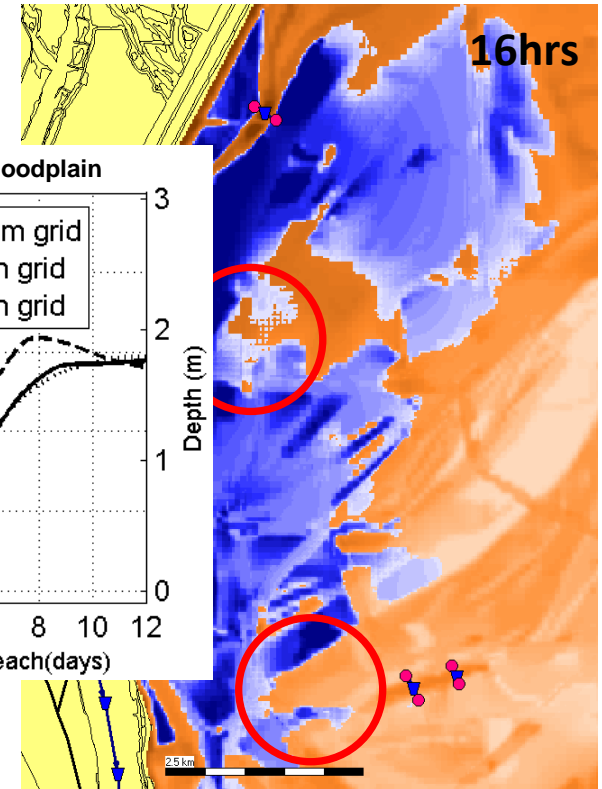 16hrs
oodplain
m grid
n grid
n grid
3
2
1
0
Depth (m)
8 10 12
each(days)
2.5 km